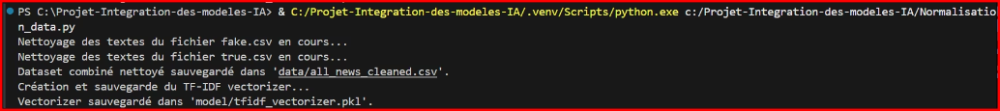 PS C:\Projet-Integration-des-modeles-IA> & C:/Projet-Integration-des-modeles-IA/.venv/Scripts/python.exe c:/Projet-Integration-des-modeles-IA/Normalisatio
n_data.py
Nettoyage des textes du fichier fake.csv en cours...
Nettoyage des textes du fichier true.csv en cours...
Dataset combiné nettoyé sauvegardé dans 'data/all_news_cleaned.csv'.
Création et sauvegarde du TF-IDF vectorizer...
Vectorizer sauvegardé dans 'model/tfidf_vectorizer.pkl'.